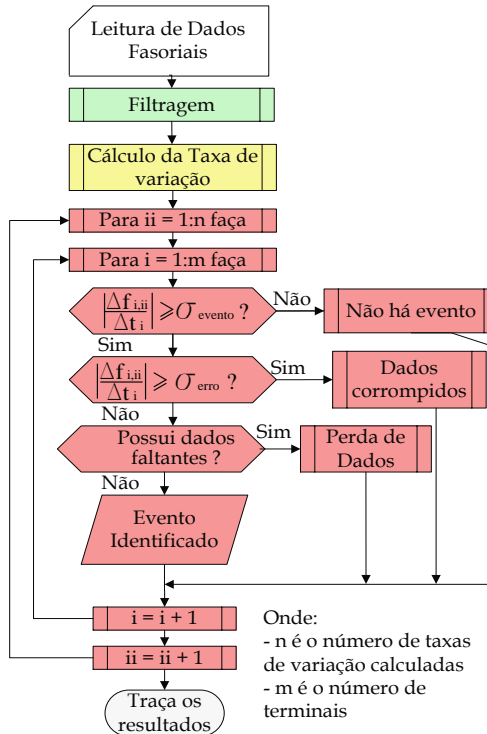 Leitura de Dados
Fasoriais
Filtragem
Cálculo da Taxa de
variação
Para ii = 1:n faça
Para i = 1:m faça
|Δf i,ii / Δt i| ⩾ σ evento ?
Não
Não há evento
Sim
|Δf i,ii / Δt i| ⩾ σ erro ?
Sim
Dados
corrompidos
Não
Possui dados
faltantes ?
Sim
Perda de
Dados
Não
Evento
Identificado
i = i + 1
ii = ii + 1
Traça os
resultados
Onde:
- n é o número de taxas
de variação calculadas
- m é o número de
terminais